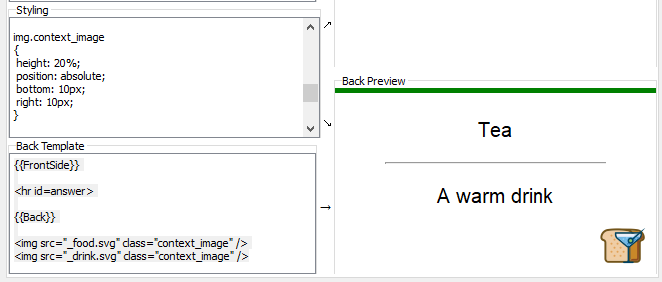 Styling
img.context_image
{
height: 20%;
position: absolute;
bottom: 10px;
right: 10px;
}
Back Template
{{FrontSide}}
<hr id=answer>
{{Back}}
<img src="_food.svg" class="context_image" />
<img src="_drink.svg" class="context_image" />
Back Preview
Tea
A warm drink